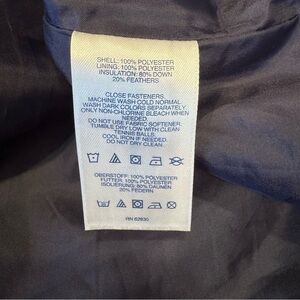 SHELL: 100% POLYESTER
LINING: 100% POLYESTER
INSULATION: 80% DOWN
20% FEATHERS
CLOSE FASTENERS.
MACHINE WASH COLD NORMAL
WASH DARK COLORS SEPARATELY.
ONLY NON-CHLORINE BLEACH WHEN
NEEDED.
DO NOT USE FABRIC SOFTENER.
TUMBLE DRY LOW WITH CLEAN
TENNIS BALLS.
COOL IRON IF NEEDED.
DO NOT DRY CLEAN.
OBERSTOFF: 100% POLYESTER
FUTTER: 100% POLYESTER
ISOLIERUNG: 80% DAUNEN
20% FEDERN
RN 62830